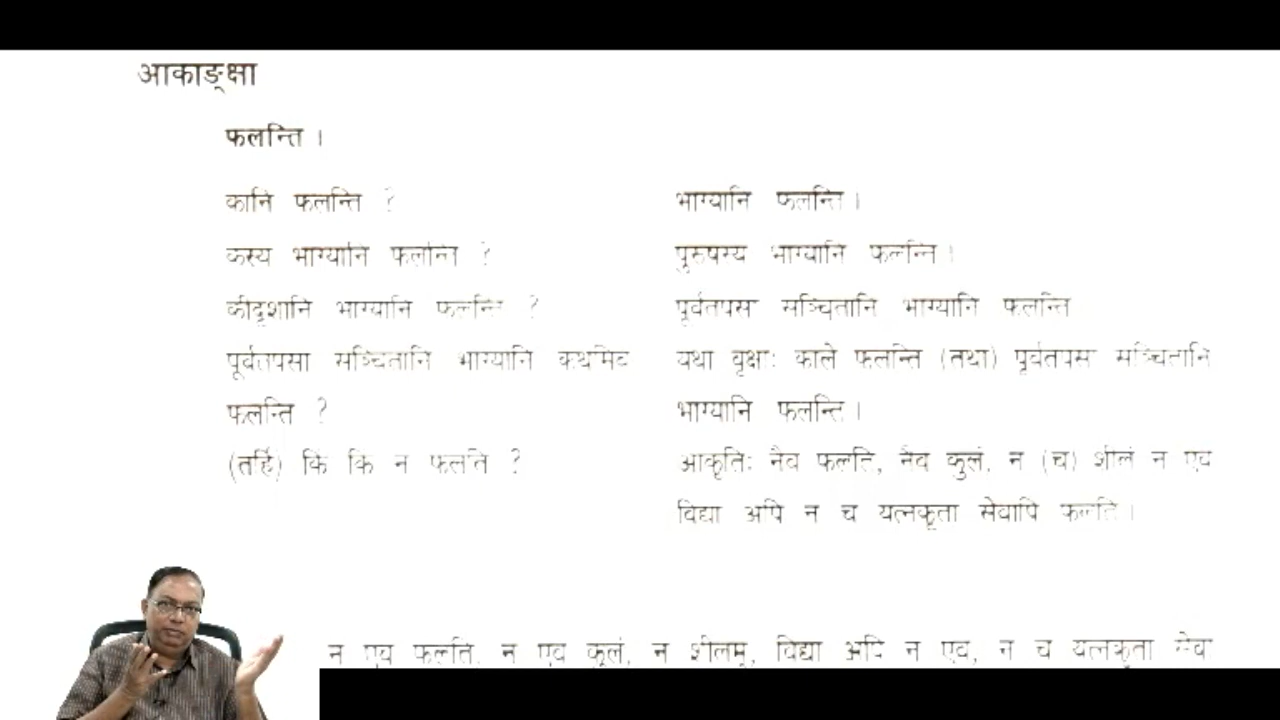 आकाङ्क्षा
फलन्ति ।
कानि फलन्ति ? भाग्यानि फलन्ति ।
कस्य भाग्यानि फलन्ति ? पुरुषस्य भाग्यानि फलन्ति ।
कीदृशानि भाग्यानि फलन्ति ? पूर्वतपसा सञ्चितानि भाग्यानि फलन्ति
पूर्वतपसा सञ्चितानि भाग्यानि कथमिव यथा वृक्षाः काले फलन्ति (तथा) पूर्वतपसा सञ्चितानि
फलन्ति ? भाग्यानि फलन्ति ।
(तर्हि) किं किं न फलति ? आकृतिः नैव फलति, नैव कुलं, न (च) शीलं न एव
विद्या अपि न च यत्नकृता सेवापि फलति ।
न एव फलति, न एव कुलं, न शीलम्, विद्या अपि न एव, न च यत्नकृता सेवा